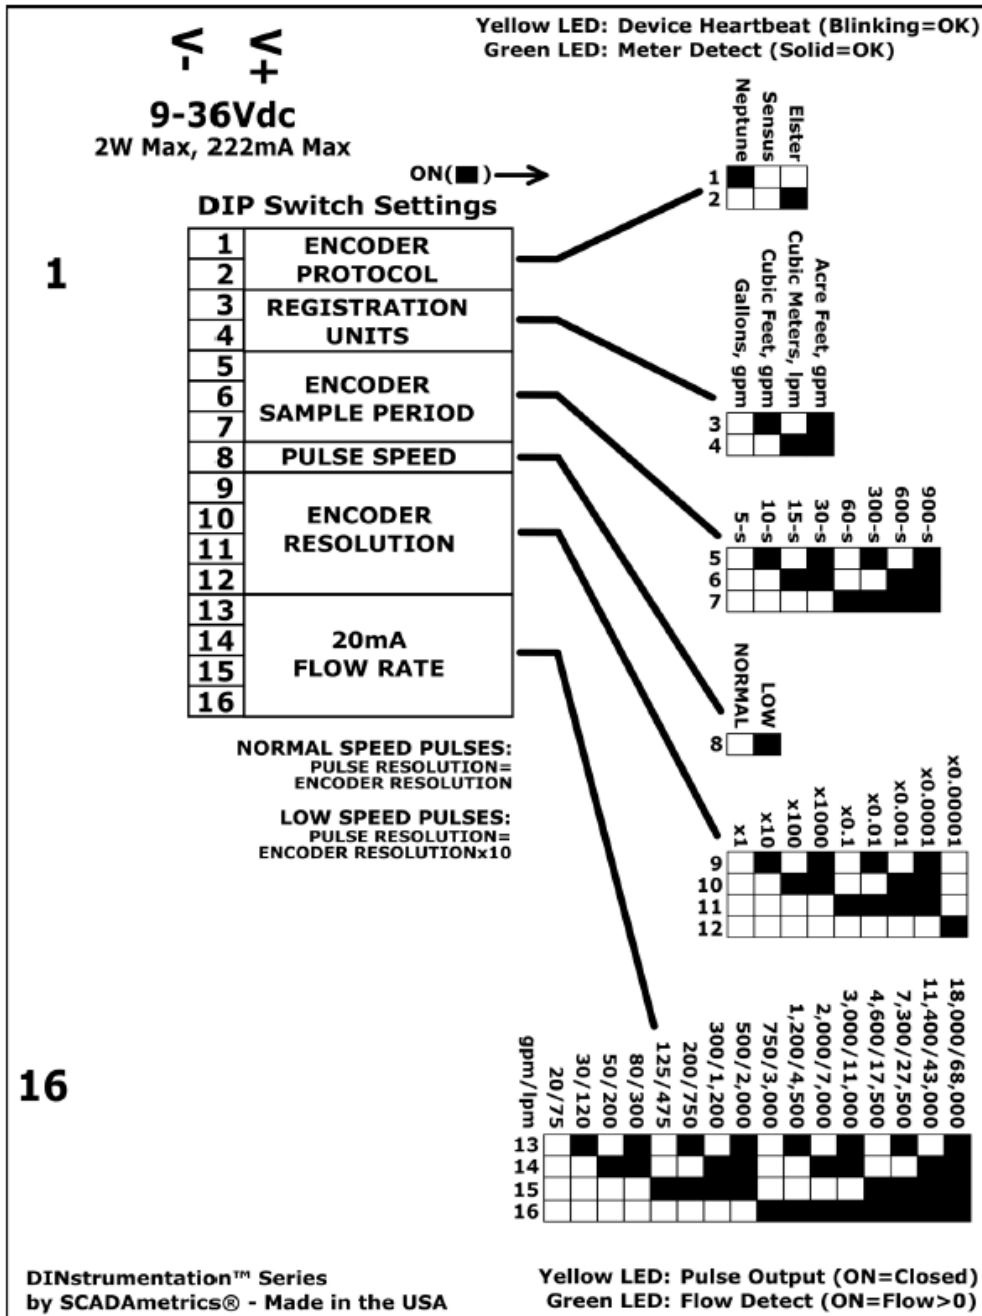 Yellow LED: Device Heartbeat (Blinking=OK)
Green LED: Meter Detect (Solid=OK)
< <
- +
9-36Vdc
2W Max, 222mA Max
ON(■)
DIP Switch Settings
1
16
1
2
ENCODER
PROTOCOL
3
4
REGISTRATION
UNITS
5
6
7
ENCODER
SAMPLE PERIOD
8
PULSE SPEED
9
10
11
12
ENCODER
RESOLUTION
13
14
15
16
20mA
FLOW RATE
NORMAL SPEED PULSES:
PULSE RESOLUTION=
ENCODER RESOLUTION
LOW SPEED PULSES:
PULSE RESOLUTION=
ENCODER RESOLUTIONx10
Neptune
Sensus
Elster
1
2
Gallons, gpm
Cubic Feet, gpm
Cubic Meters, lpm
Acre Feet, gpm
3
4
5-s
10-s
15-s
30-s
60-s
300-s
600-s
900-s
5
6
7
NORMAL
LOW
8
x1
x10
x100
x1000
x0.1
x0.01
x0.001
x0.0001
x0.00001
9
10
11
12
gpm/lpm
20/75
30/120
50/200
80/300
125/475
200/750
300/1,200
500/2,000
750/3,000
1,200/4,500
2,000/7,000
3,000/11,000
4,600/17,500
7,300/27,500
11,400/43,000
18,000/68,000
13
14
15
16
DINstrumentation™ Series
by SCADAmetrics® - Made in the USA
Yellow LED: Pulse Output (ON=Closed)
Green LED: Flow Detect (ON=Flow>0)